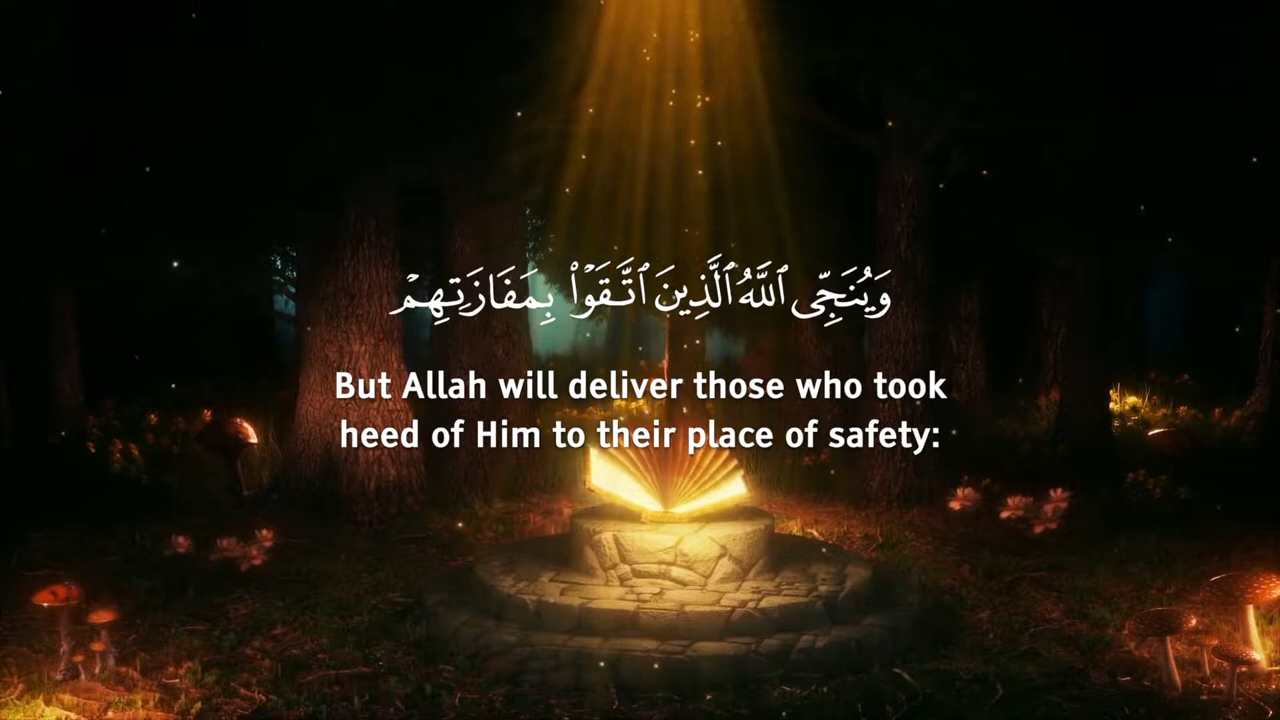 وَيُنَجِّى ٱللَّهُ ٱلَّذِينَ ٱتَّقَوْا۟ بِمَفَازَتِهِمْ
But Allah will deliver those who took
heed of Him to their place of safety: